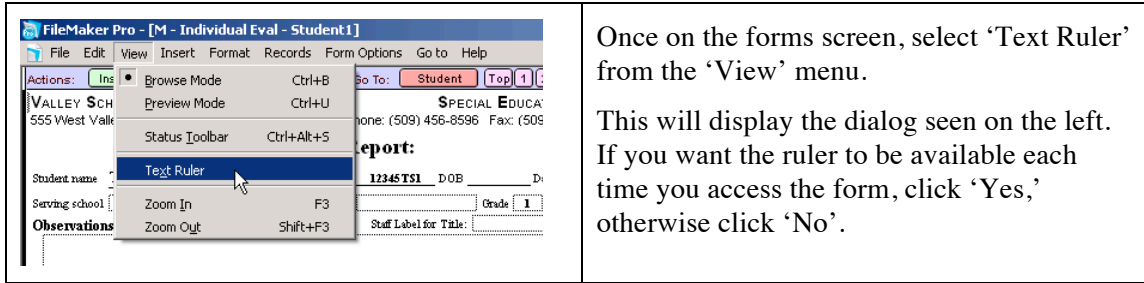 FileMaker Pro - [M - Individual Eval - Student1]
File Edit View Insert Format Records Form Options Go to Help
Actions: Ins Go To: Student Top 1
Browse Mode Ctrl+B
VALLEY SCH SPECIAL EDUCA
Preview Mode Ctrl+U
555 West Valle hone: (509) 456-8596 Fax: (509
Status Toolbar Ctrl+Alt+S
eport:
Text Ruler
Student name 12345TS1 DOB D
Zoom In F3
Serving school Grade 1
Zoom Out Shift+F3
Observations Staff Label for Title:
Once on the forms screen, select ‘Text Ruler’
from the ‘View’ menu.
This will display the dialog seen on the left.
If you want the ruler to be available each
time you access the form, click ‘Yes,’
otherwise click ‘No’.